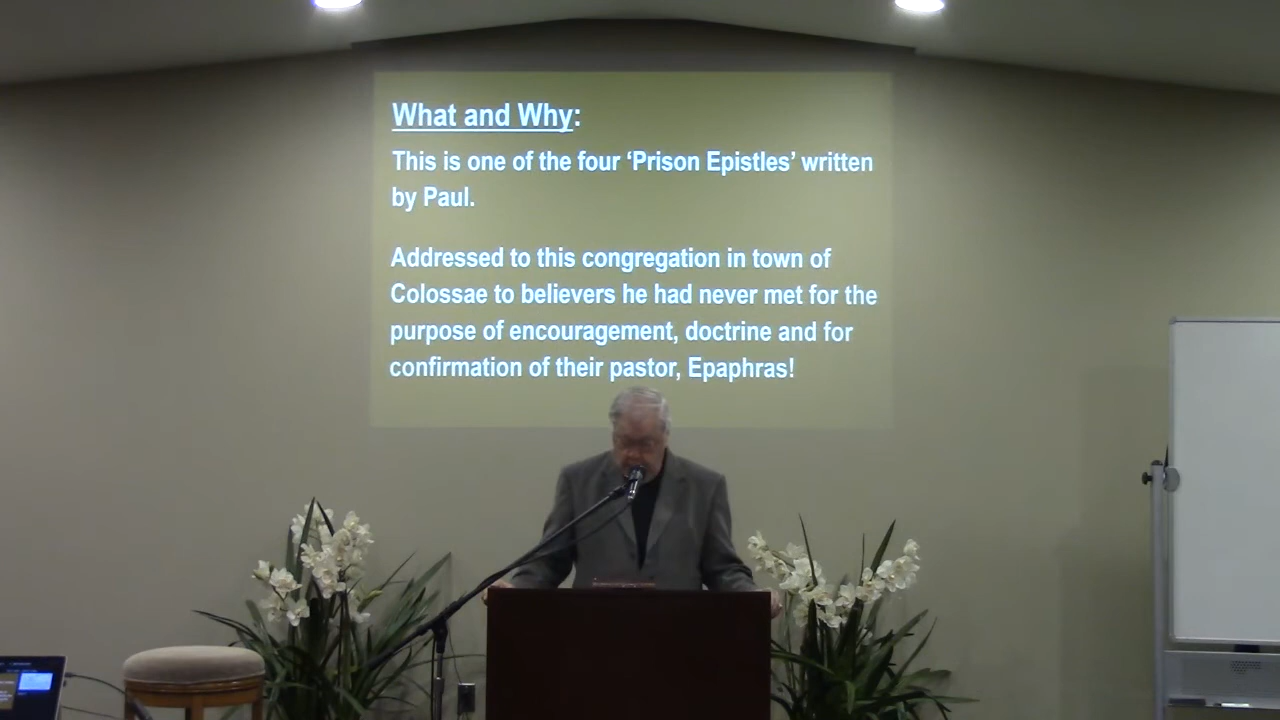 What and Why:
This is one of the four ‘Prison Epistles’ written
by Paul.
Addressed to this congregation in town of
Colossae to believers he had never met for the
purpose of encouragement, doctrine and for
confirmation of their pastor, Epaphras!